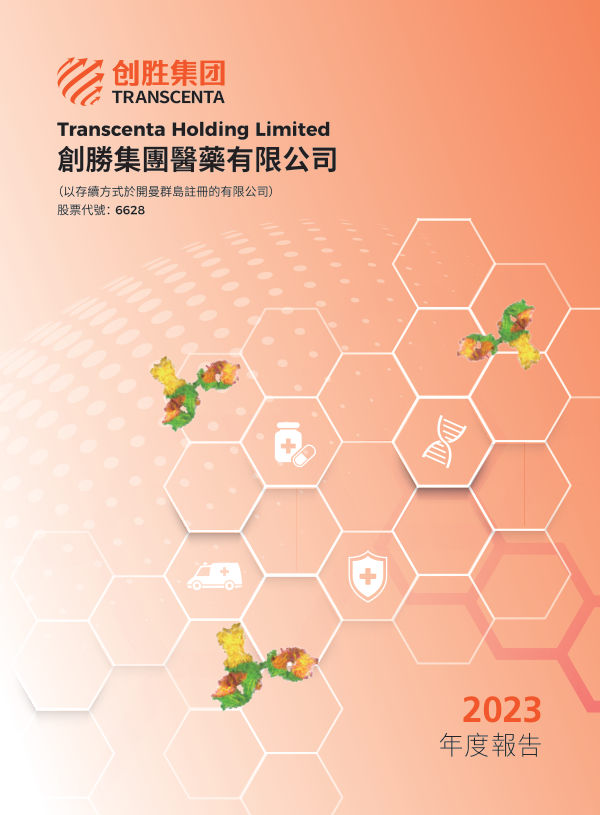 创胜集团
TRANSCENTA
Transcenta Holding Limited
創勝集團醫藥有限公司
（以存續方式於開曼群島註冊的有限公司）
股票代號：6628
2023
年度報告